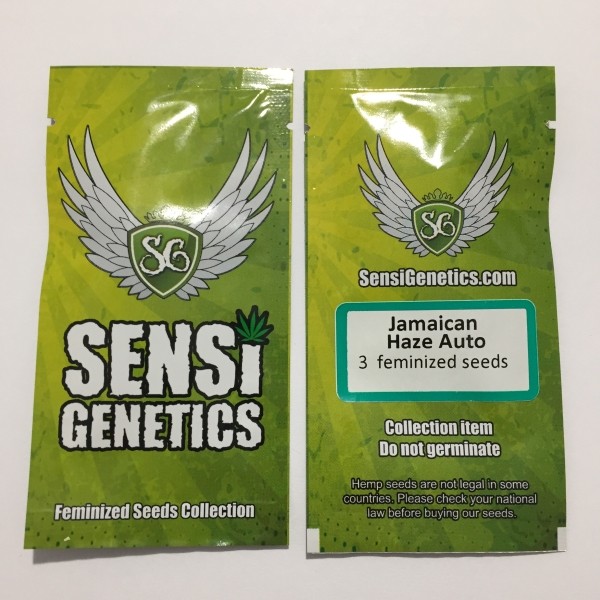 SG
SENSi
GENETICS
Feminized Seeds Collection
SG
SensiGenetics.com
Jamaican
Haze Auto
3 feminized seeds
Collection item
Do not germinate
Hemp seeds are not legal in some
countries. Please check your national
law before buying our seeds.